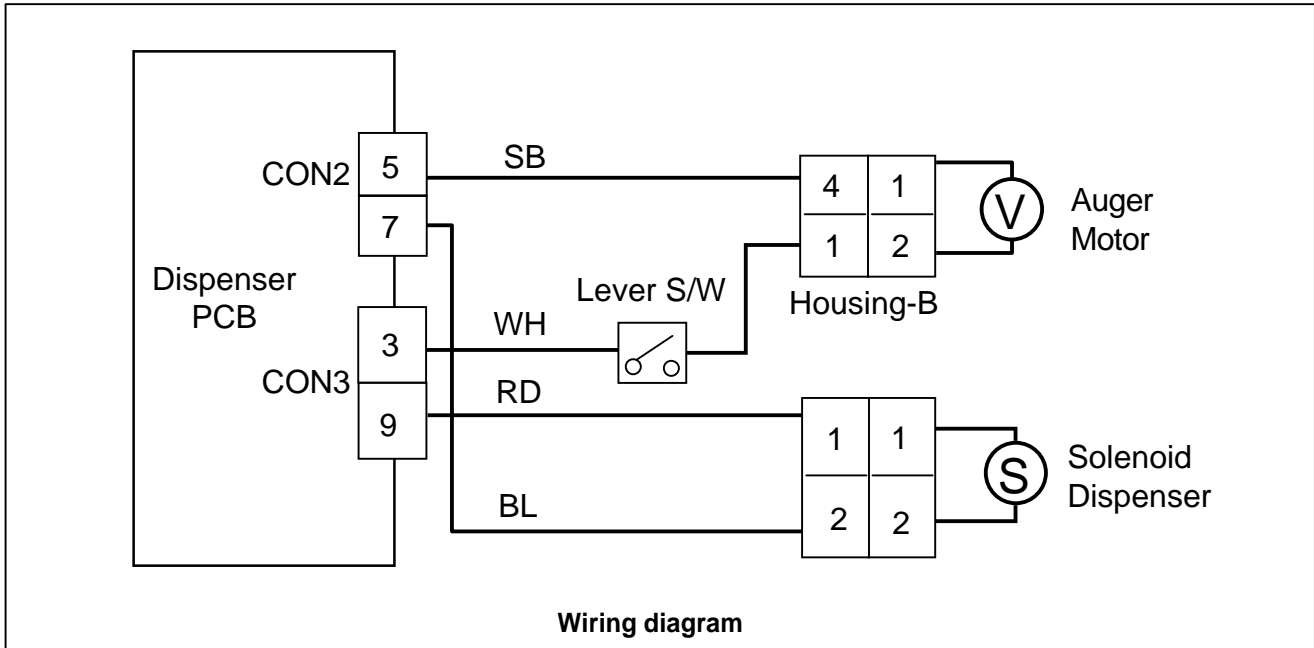 SB
CON2
5
7
4 1
1 2
V
Auger
Motor
Dispenser
PCB
Lever S/W
Housing-B
WH
3
CON3
9
RD
1 1
2 2
S
Solenoid
Dispenser
BL
Wiring diagram